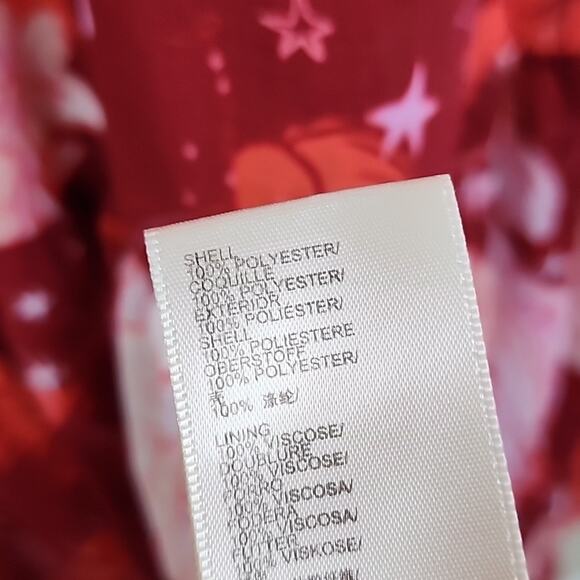 SHELL
100% POLYESTER/
COQUILLE
100% POLYESTER/
EXTERIOR
100% POLIESTER/
SHELL
100% POLIESTERE
OBERSTOFF
100% POLYESTER/
表
100% 涤纶/
LINING
100% VISCOSE/
DOUBLURE
100% VISCOSE/
FORRO
100% VISCOSA/
FODERA
100% VISCOSA/
FUTTER
100% VISKOSE/